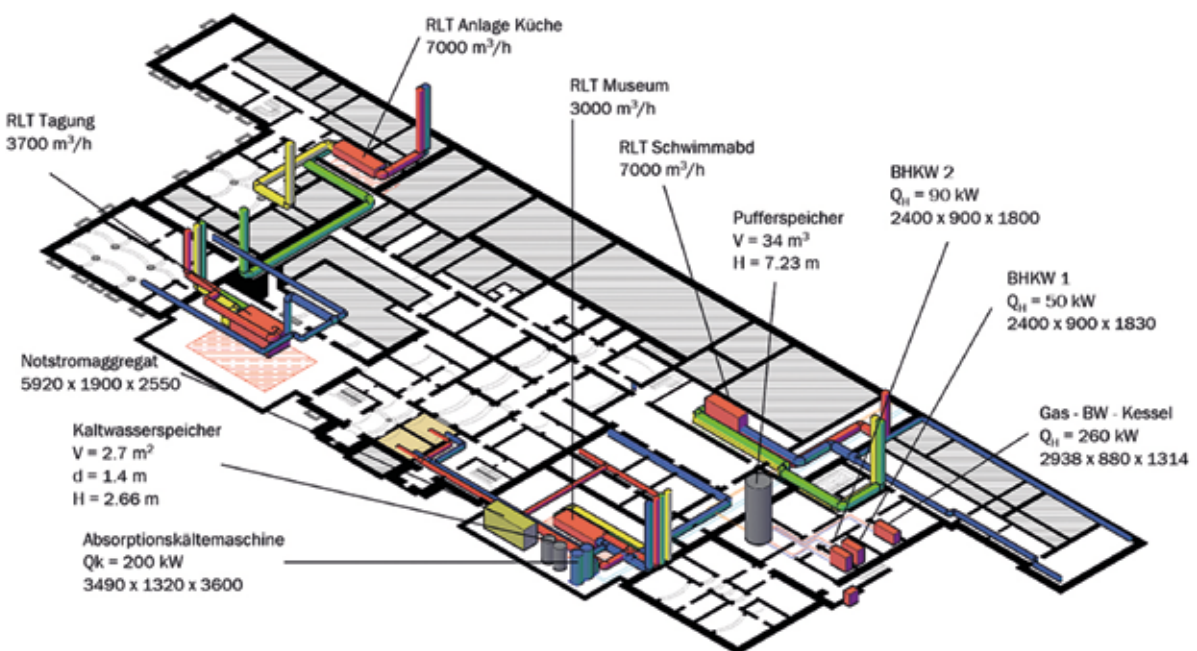 RLT Anlage Küche
7000 m³/h
RLT Museum
3000 m³/h
RLT Tagung
3700 m³/h
RLT Schwimmabd
7000 m³/h
BHKW 2
Q_H = 90 kW
2400 x 900 x 1800
Pufferspeicher
V = 34 m³
H = 7.23 m
BHKW 1
Q_H = 50 kW
2400 x 900 x 1830
Notstromaggregat
5920 x 1900 x 2550
Gas - BW - Kessel
Q_H = 260 kW
2938 x 880 x 1314
Kaltwasserspeicher
V = 2.7 m²
d = 1.4 m
H = 2.66 m
Absorptionskältemaschine
Qk = 200 kW
3490 x 1320 x 3600